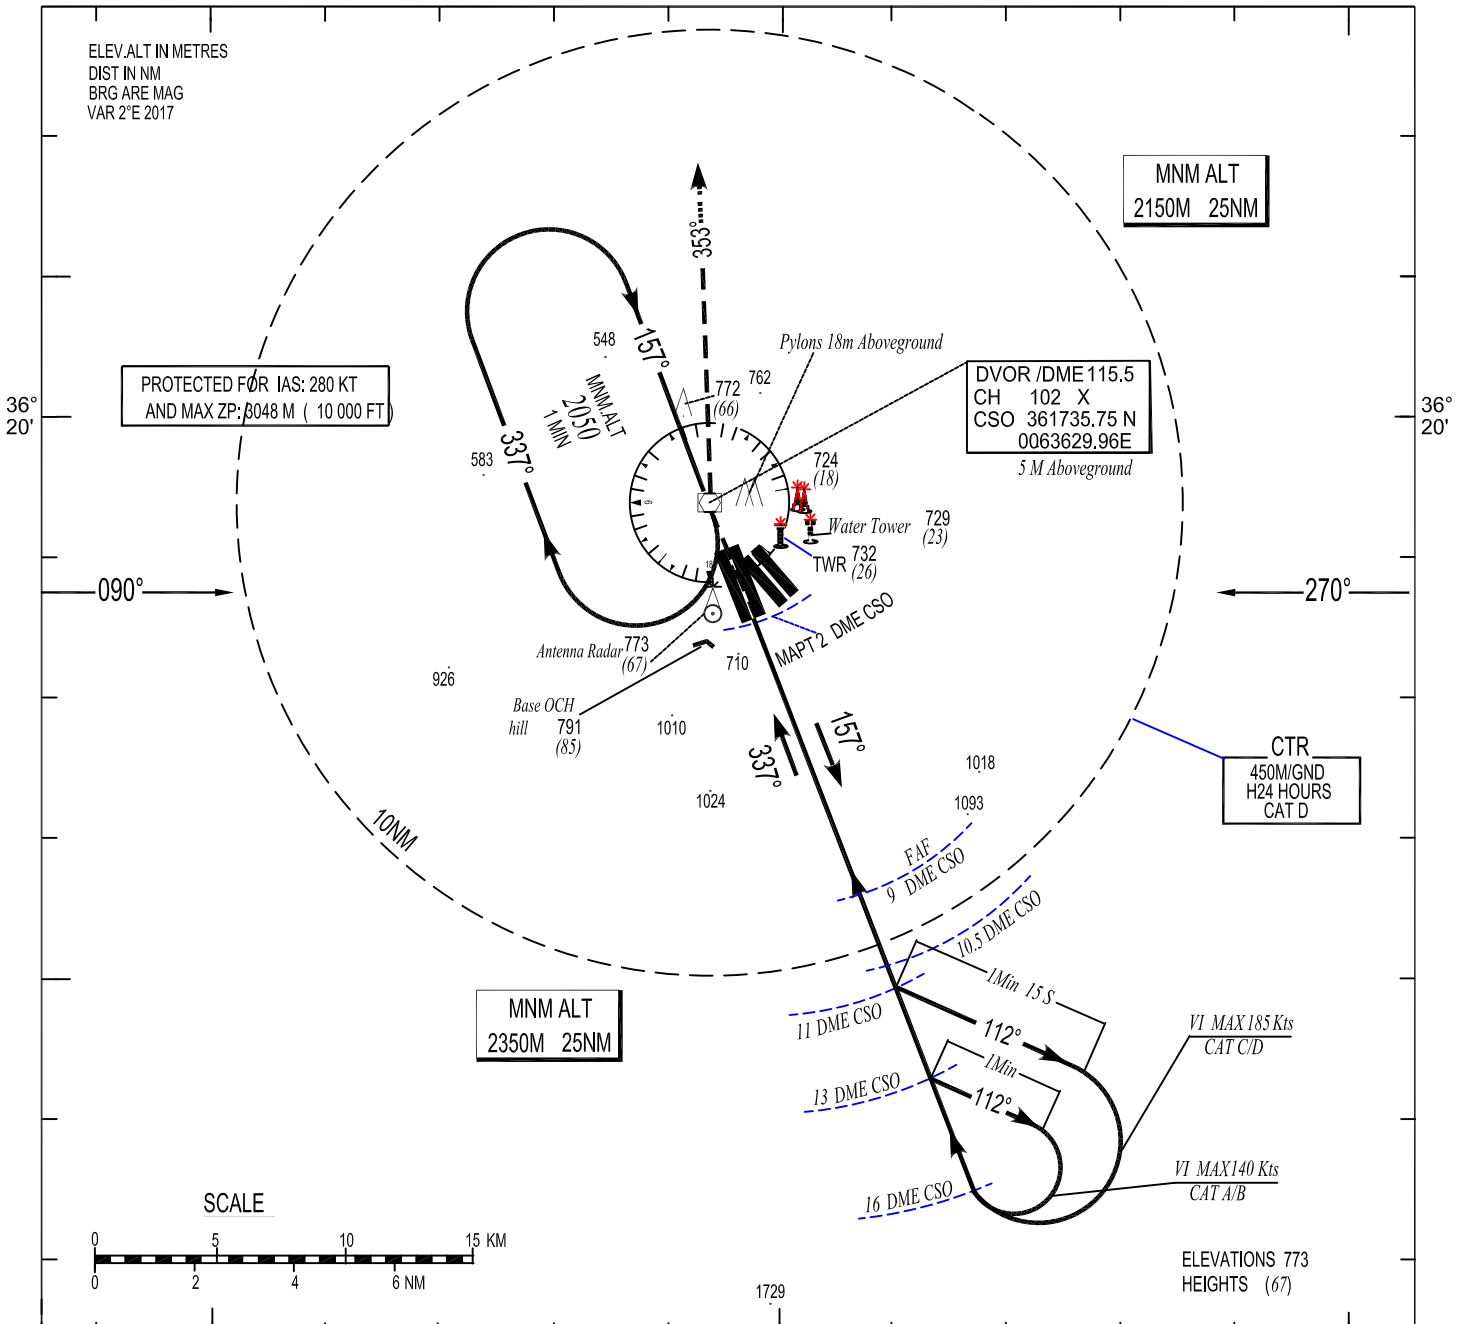 ELEV.ALT IN METRES
DIST IN NM
BRG ARE MAG
VAR 2°E 2017
MNM ALT
2150M 25NM
353°
157°
548
Pylons 18m Aboveground
PROTECTED FOR IAS: 280 KT
AND MAX ZP: 3048 M ( 10 000 FT )
MNM.ALT
2050
1 MIN
772
(66)
762
DVOR /DME 115.5
CH 102 X
CSO 361735.75 N
0063629.96E
5 M Aboveground
36°
20'
36°
20'
337°
583
724
(18)
Water Tower 729
(23)
TWR 732
(26)
18
090°
270°
MAPT 2 DME CSO
Antenna Radar 773
(67)
710
926
Base OCH
hill 791
(85)
1010
337°
157°
1024
1018
1093
CTR
450M/GND
H24 HOURS
CAT D
10NM
FAF
9 DME CSO
10.5 DME CSO
MNM ALT
2350M 25NM
11 DME CSO
1Min 15 S
112°
VI MAX 185 Kts
CAT C/D
13 DME CSO
1Min
112°
VI MAX140 Kts
CAT A/B
16 DME CSO
SCALE
0 5 10 15 KM
0 2 4 6 NM
ELEVATIONS 773
HEIGHTS (67)
1729